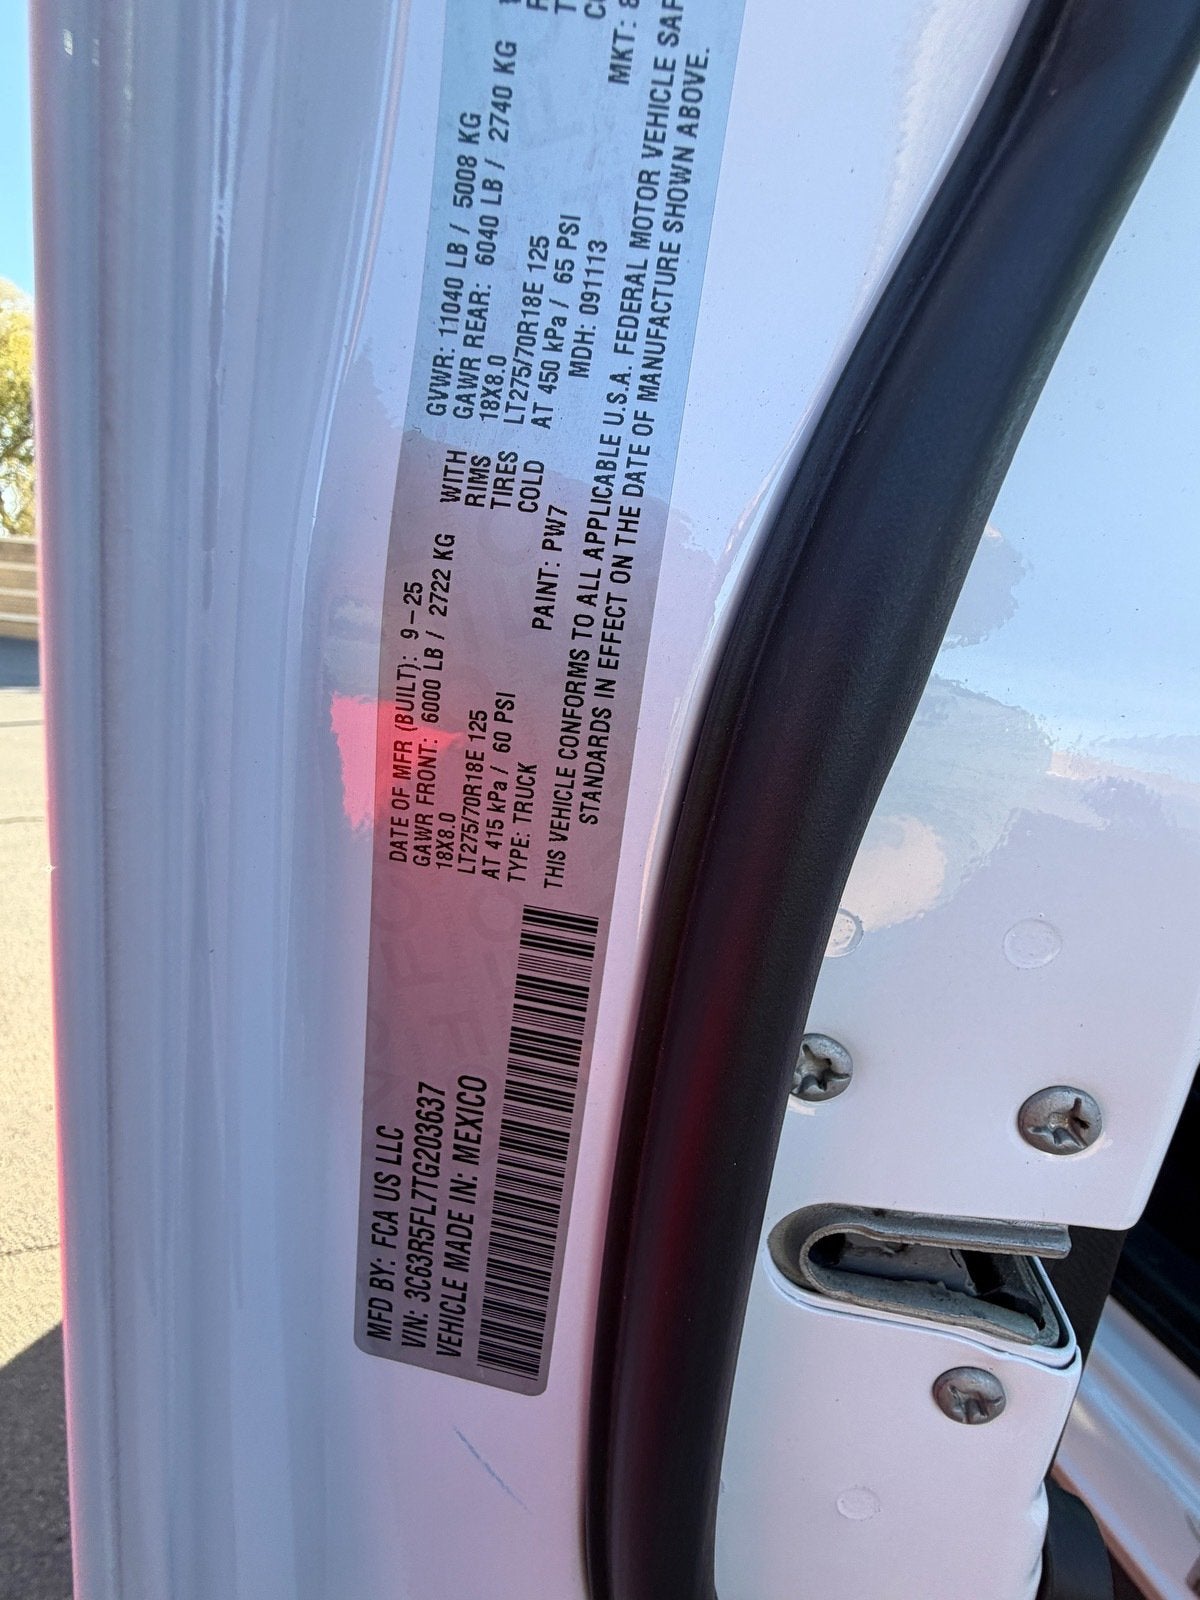 MFD BY: FCA US LLC
VIN: 3C63R5FL7TG203637
VEHICLE MADE IN: MEXICO
DATE OF MFR (BUILT): 9-25
GVWR: 11040 LB / 5008 KG
GAWR FRONT: 6000 LB / 2722 KG WITH GAWR REAR: 6040 LB / 2740 KG
18X8.0 RIMS 18X8.0
LT275/70R18E 125 TIRES LT275/70R18E 125
AT 415 kPa / 60 PSI COLD AT 450 kPa / 65 PSI
TYPE: TRUCK PAINT: PW7 MDH: 091113
MKT: 
THIS VEHICLE CONFORMS TO ALL APPLICABLE U.S.A. FEDERAL MOTOR VEHICLE
STANDARDS IN EFFECT ON THE DATE OF MANUFACTURE SHOWN ABOVE.